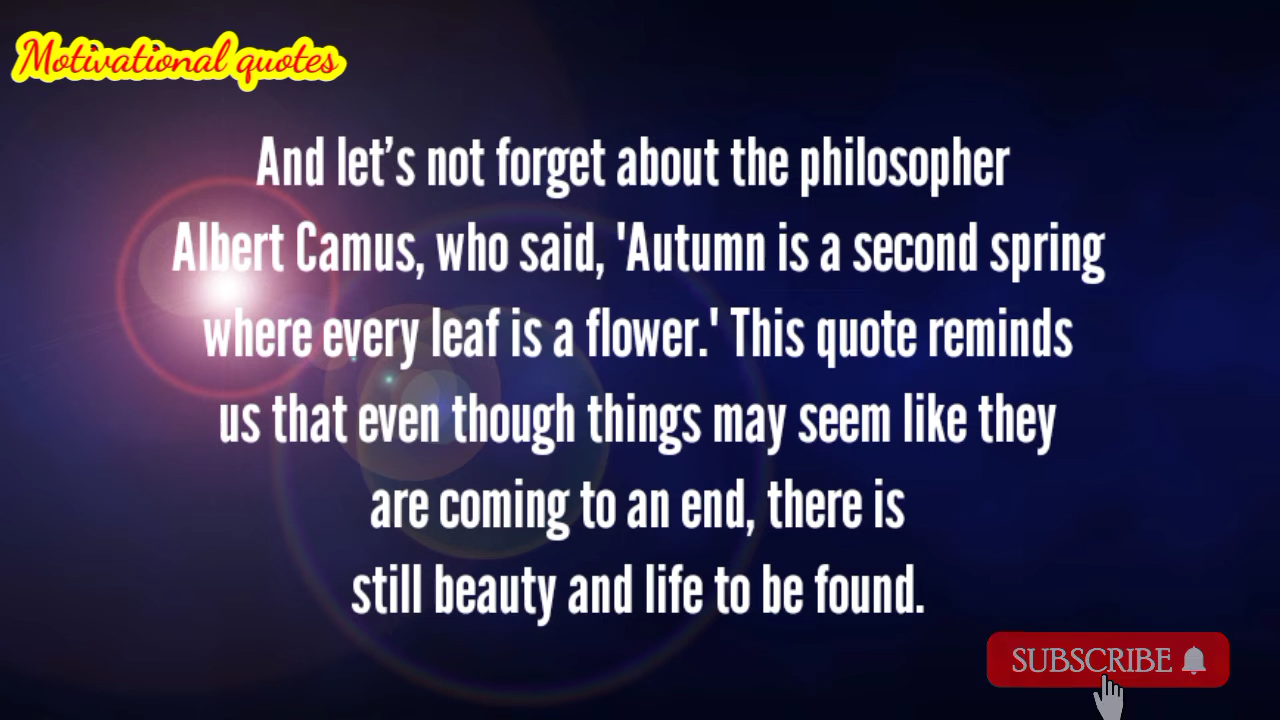 Motivational quotes
And let’s not forget about the philosopher
Albert Camus, who said, 'Autumn is a second spring
where every leaf is a flower.' This quote reminds
us that even though things may seem like they
are coming to an end, there is
still beauty and life to be found.
SUBSCRIBE